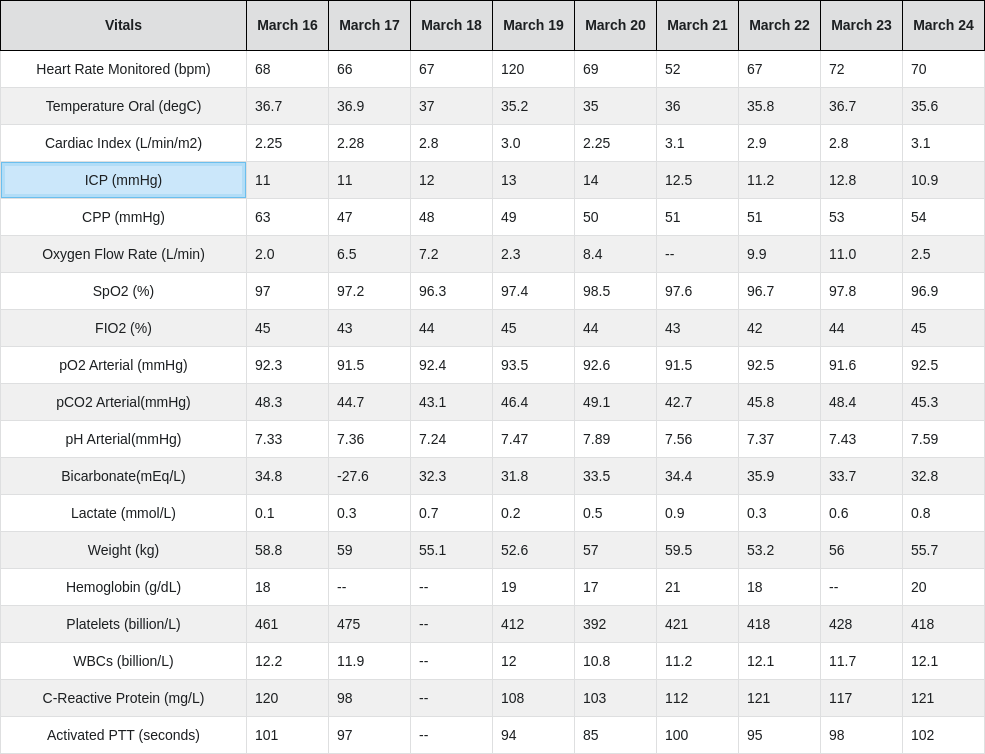 Vitals March 16 March 17 March 18 March 19 March 20 March 21 March 22 March 23 March 24
Heart Rate Monitored (bpm) 68 66 67 120 69 52 67 72 70
Temperature Oral (degC) 36.7 36.9 37 35.2 35 36 35.8 36.7 35.6
Cardiac Index (L/min/m2) 2.25 2.28 2.8 3.0 2.25 3.1 2.9 2.8 3.1
ICP (mmHg) 11 11 12 13 14 12.5 11.2 12.8 10.9
CPP (mmHg) 63 47 48 49 50 51 51 53 54
Oxygen Flow Rate (L/min) 2.0 6.5 7.2 2.3 8.4 -- 9.9 11.0 2.5
SpO2 (%) 97 97.2 96.3 97.4 98.5 97.6 96.7 97.8 96.9
FIO2 (%) 45 43 44 45 44 43 42 44 45
pO2 Arterial (mmHg) 92.3 91.5 92.4 93.5 92.6 91.5 92.5 91.6 92.5
pCO2 Arterial(mmHg) 48.3 44.7 43.1 46.4 49.1 42.7 45.8 48.4 45.3
pH Arterial(mmHg) 7.33 7.36 7.24 7.47 7.89 7.56 7.37 7.43 7.59
Bicarbonate(mEq/L) 34.8 -27.6 32.3 31.8 33.5 34.4 35.9 33.7 32.8
Lactate (mmol/L) 0.1 0.3 0.7 0.2 0.5 0.9 0.3 0.6 0.8
Weight (kg) 58.8 59 55.1 52.6 57 59.5 53.2 56 55.7
Hemoglobin (g/dL) 18 -- -- 19 17 21 18 -- 20
Platelets (billion/L) 461 475 -- 412 392 421 418 428 418
WBCs (billion/L) 12.2 11.9 -- 12 10.8 11.2 12.1 11.7 12.1
C-Reactive Protein (mg/L) 120 98 -- 108 103 112 121 117 121
Activated PTT (seconds) 101 97 -- 94 85 100 95 98 102